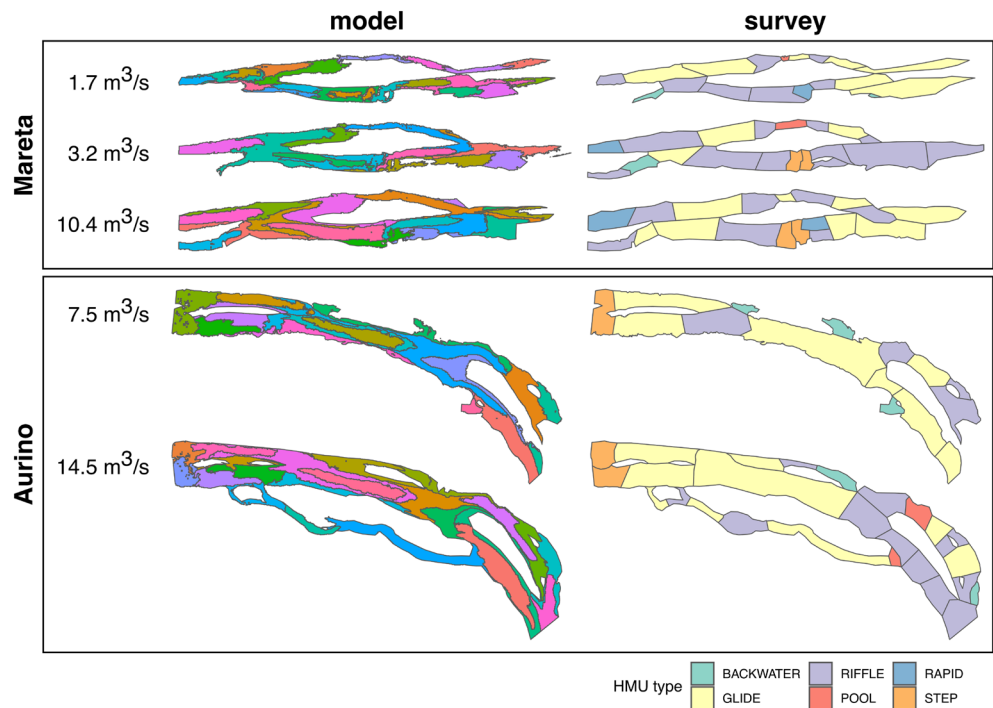 model
survey
Mareta
1.7 m³/s
3.2 m³/s
10.4 m³/s
Aurino
7.5 m³/s
14.5 m³/s
HMU type
BACKWATER
RIFFLE
RAPID
GLIDE
POOL
STEP